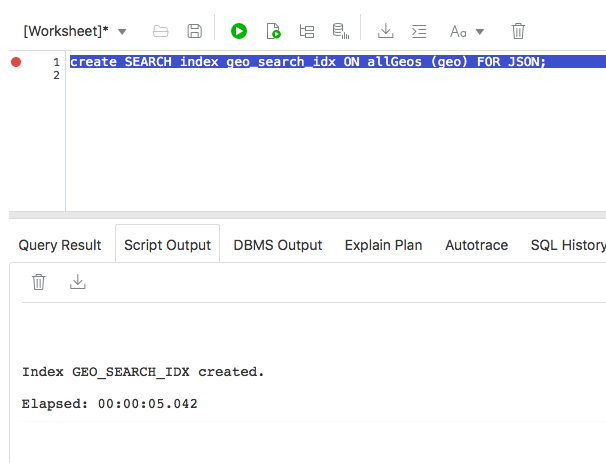 [Worksheet]*
Aa
1 create SEARCH index geo_search_idx ON allGeos (geo) FOR JSON;
2
Query Result Script Output DBMS Output Explain Plan Autotrace SQL History
Index GEO_SEARCH_IDX created.
Elapsed: 00:00:05.042